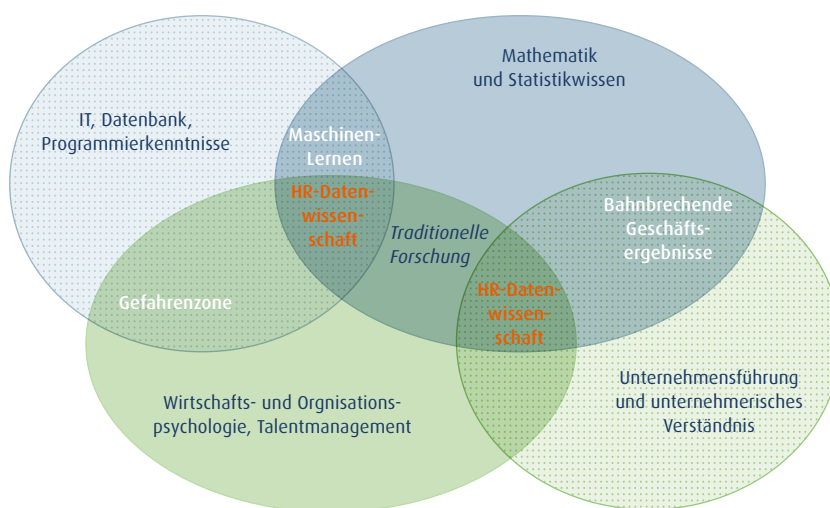 Mathematik
und Statistikwissen
IT, Datenbank,
Programmierkenntnisse
Maschinen-
Lernen
HR-Daten-
wissen-
schaft
Traditionelle
Forschung
Bahnbrechende
Geschäfts-
ergebnisse
Gefahrenzone
HR-Daten-
wissen-
schaft
Wirtschafts- und Orgnisations-
psychologie, Talentmanagement
Unternehmensführung
und unternehmerisches
Verständnis